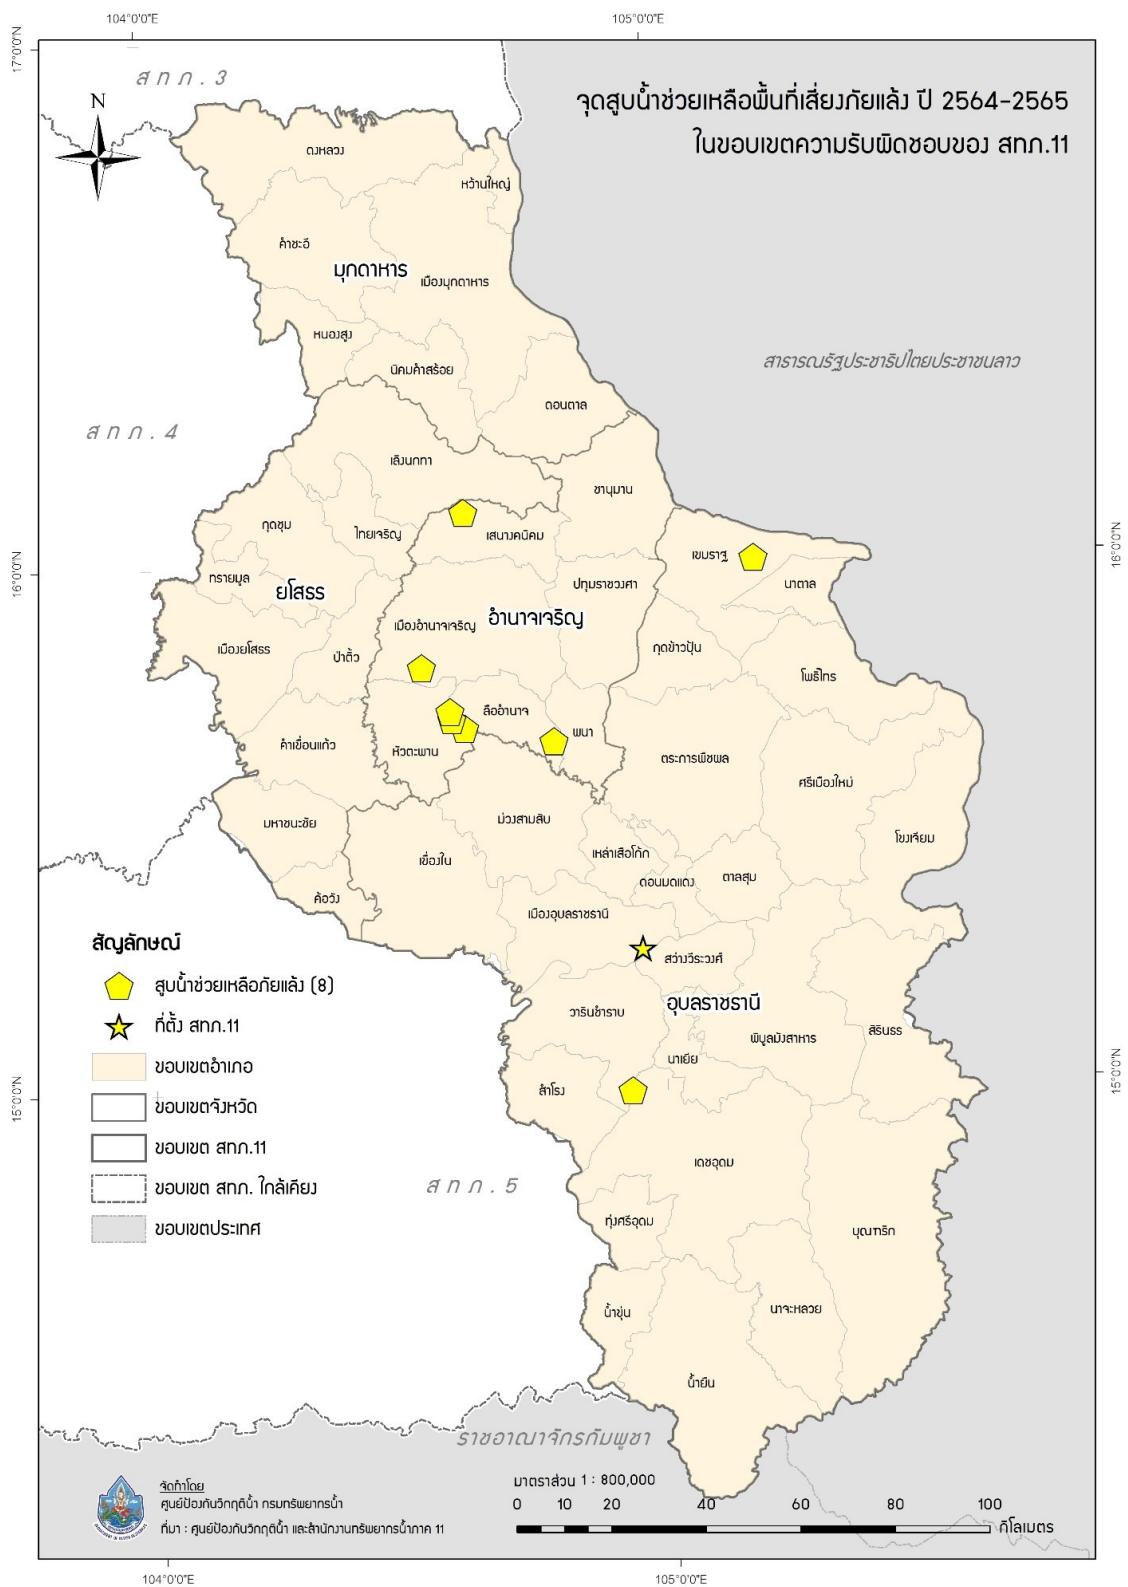 104°0'0"E
105°0'0"E
17°0'0"N
16°0'0"N
15°0'0"N
16°0'0"N
15°0'0"N
N
จุดสูบน้ำช่วยเหลือพื้นที่เสี่ยงภัยแล้ง ปี 2564-2565
ในขอบเขตความรับผิดชอบของ สทภ.11
สทภ.3
ดงหลวง
หว้านใหญ่
คำชะอี
มุกดาหาร
เมืองมุกดาหาร
หนองสูง
นิคมคำสร้อย
ดอนตาล
สาธารณรัฐประชาธิปไตยประชาชนลาว
สทภ.4
เลิงนกทา
ชานุมาน
กุดชุม
ไทยเจริญ
เสนางคนิคม
เขมราฐ
นาตาล
ทรายมูล
ยโสธร
ปทุมราชวงศา
อำนาจเจริญ
เมืองอำนาจเจริญ
เมืองยโสธร
ป่าติ้ว
กุดข้าวปุ้น
โพธิ์ไทร
ลืออำนาจ
พนา
คำเขื่อนแก้ว
หัวตะพาน
ตระการพืชผล
ศรีเมืองใหม่
มหาชนะชัย
ม่วงสามสิบ
โขงเจียม
เขื่องใน
เหล่าเสือโก้ก
ดอนมดแดง
ตาลสุม
ค้อวัง
เมืองอุบลราชธานี
สว่างวีระวงศ์
อุบลราชธานี
วารินชำราบ
พิบูลมังสาหาร
สิรินธร
นาเยีย
สำโรง
เดชอุดม
สทภ.5
ทุ่งศรีอุดม
บุณฑริก
น้ำขุ่น
นาจะหลวย
น้ำยืน
ราชอาณาจักรกัมพูชา
สัญลักษณ์
สูบน้ำช่วยเหลือภัยแล้ง (8)
ที่ตั้ง สทภ.11
ขอบเขตอำเภอ
ขอบเขตจังหวัด
ขอบเขต สทภ.11
ขอบเขต สทภ. ใกล้เคียง
ขอบเขตประเทศ
จัดทำโดย
ศูนย์ป้องกันวิกฤติน้ำ กรมทรัพยากรน้ำ
ที่มา : ศูนย์ป้องกันวิกฤติน้ำ และสำนักงานทรัพยากรน้ำภาค 11
มาตราส่วน 1 : 800,000
0 10 20 40 60 80 100
กิโลเมตร
104°0'0"E
105°0'0"E